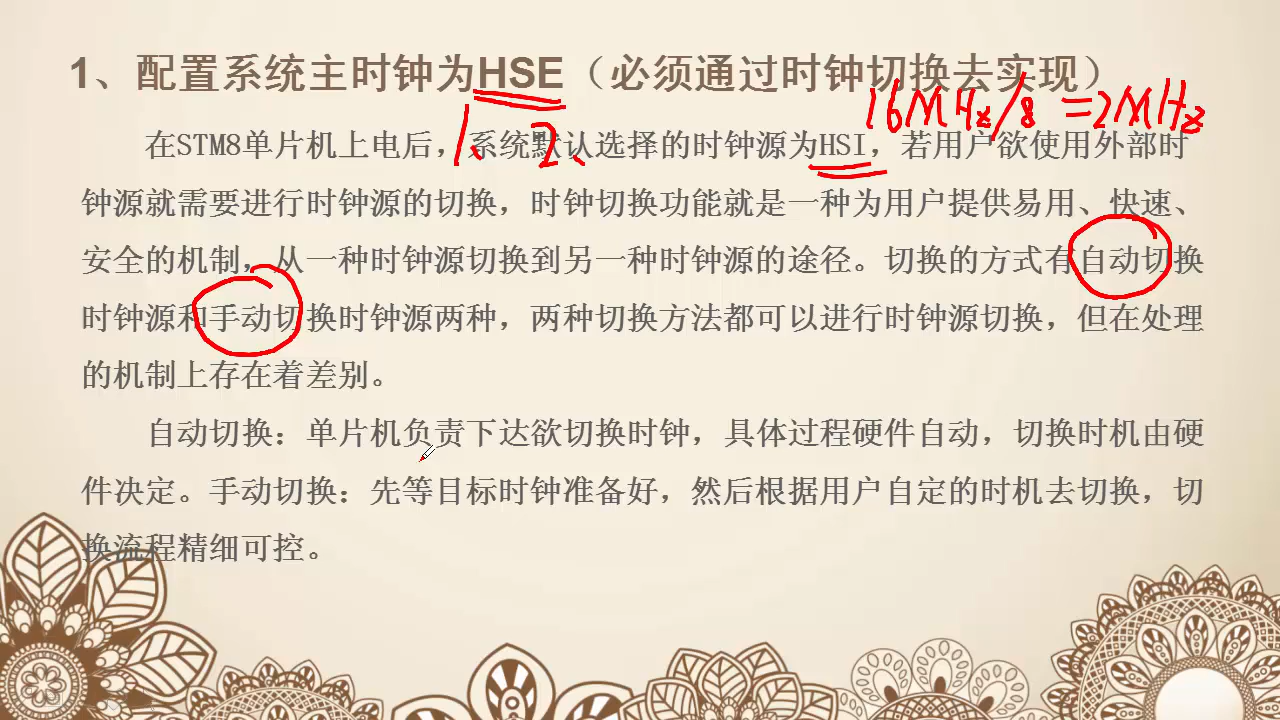 1、配置系统主时钟为HSE（必须通过时钟切换去实现）
16MHz/8=2MHz
1、2、
在STM8单片机上电后，系统默认选择的时钟源为HSI，若用户欲使用外部时
钟源就需要进行时钟源的切换，时钟切换功能就是一种为用户提供易用、快速、
安全的机制，从一种时钟源切换到另一种时钟源的途径。切换的方式有自动切换
时钟源和手动切换时钟源两种，两种切换方法都可以进行时钟源切换，但在处理
的机制上存在着差别。
自动切换：单片机负责下达欲切换时钟，具体过程硬件自动，切换时机由硬
件决定。手动切换：先等目标时钟准备好，然后根据用户自定的时机去切换，切
换流程精细可控。